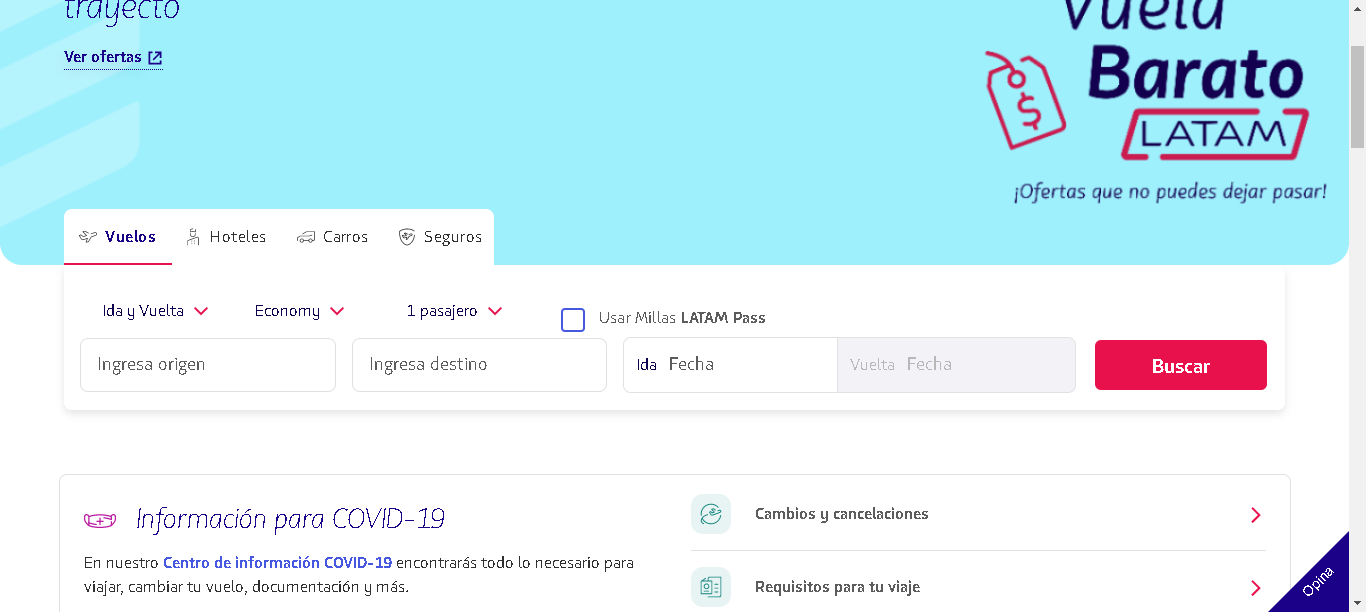 trayecto
Ver ofertas
Vuela
Barato
LATAM
¡Ofertas que no puedes dejar pasar!
Vuelos Hoteles Carros Seguros
Ida y Vuelta Economy 1 pasajero Usar Millas LATAM Pass
Ingresa origen Ingresa destino Ida Fecha Vuelta Fecha Buscar
Información para COVID-19
En nuestro Centro de información COVID-19 encontrarás todo lo necesario para
viajar, cambiar tu vuelo, documentación y más.
Cambios y cancelaciones
Requisitos para tu viaje
Opina